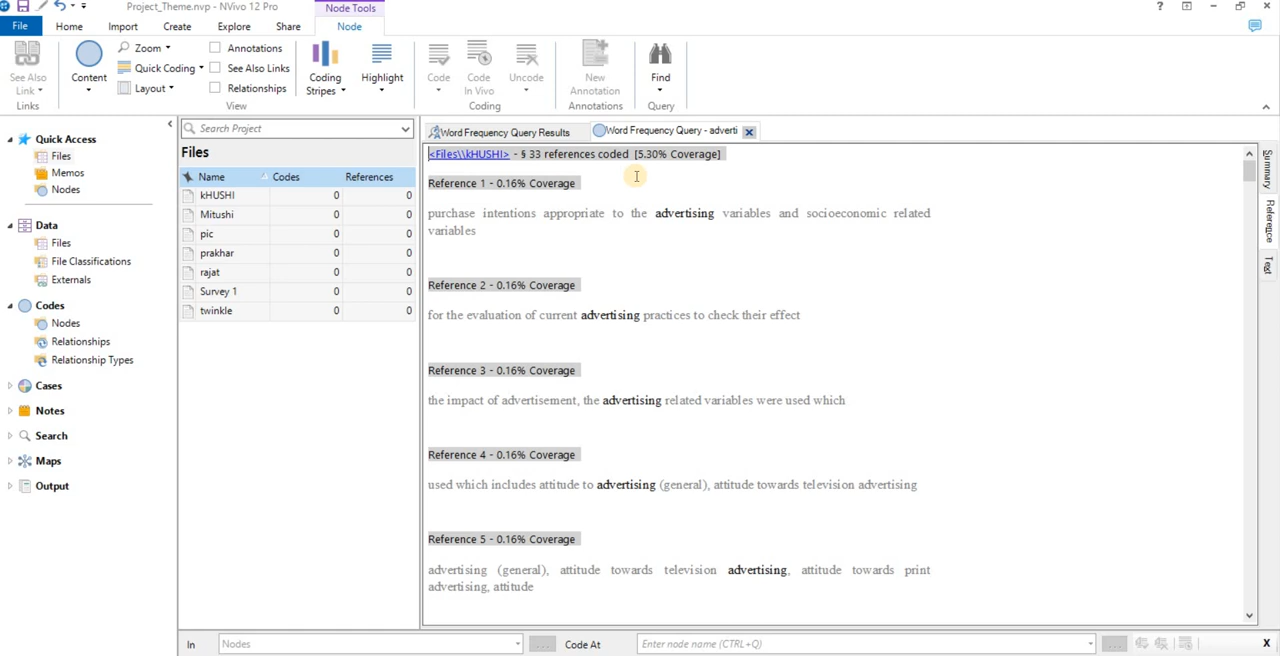 Project_Theme.nvp - NVivo 12 Pro
Node Tools
?
File
Home
Import
Create
Explore
Share
Node
See Also
Link
Links
Content
Zoom
Quick Coding
Layout
Annotations
See Also Links
Relationships
View
Coding
Stripes
Highlight
Code
Code
In Vivo
Uncode
Coding
New
Annotation
Annotations
Find
Query
Quick Access
Files
Memos
Nodes
Data
Files
File Classifications
Externals
Codes
Nodes
Relationships
Relationship Types
Cases
Notes
Search
Maps
Output
Search Project
Files
Name Codes References
kHUSHI 0 0
Mitushi 0 0
pic 0 0
prakhar 0 0
rajat 0 0
Survey 1 0 0
twinkle 0 0
Word Frequency Query Results
Word Frequency Query - adverti
<Files\\kHUSHI> - § 33 references coded [5.30% Coverage]
Reference 1 - 0.16% Coverage
purchase intentions appropriate to the advertising variables and socioeconomic related
variables
Reference 2 - 0.16% Coverage
for the evaluation of current advertising practices to check their effect
Reference 3 - 0.16% Coverage
the impact of advertisement, the advertising related variables were used which
Reference 4 - 0.16% Coverage
used which includes attitude to advertising (general), attitude towards television advertising
Reference 5 - 0.16% Coverage
advertising (general), attitude towards television advertising, attitude towards print
advertising, attitude
Summary
Reference
Text
In
Nodes
...
Code At
Enter node name (CTRL+Q)
...
X